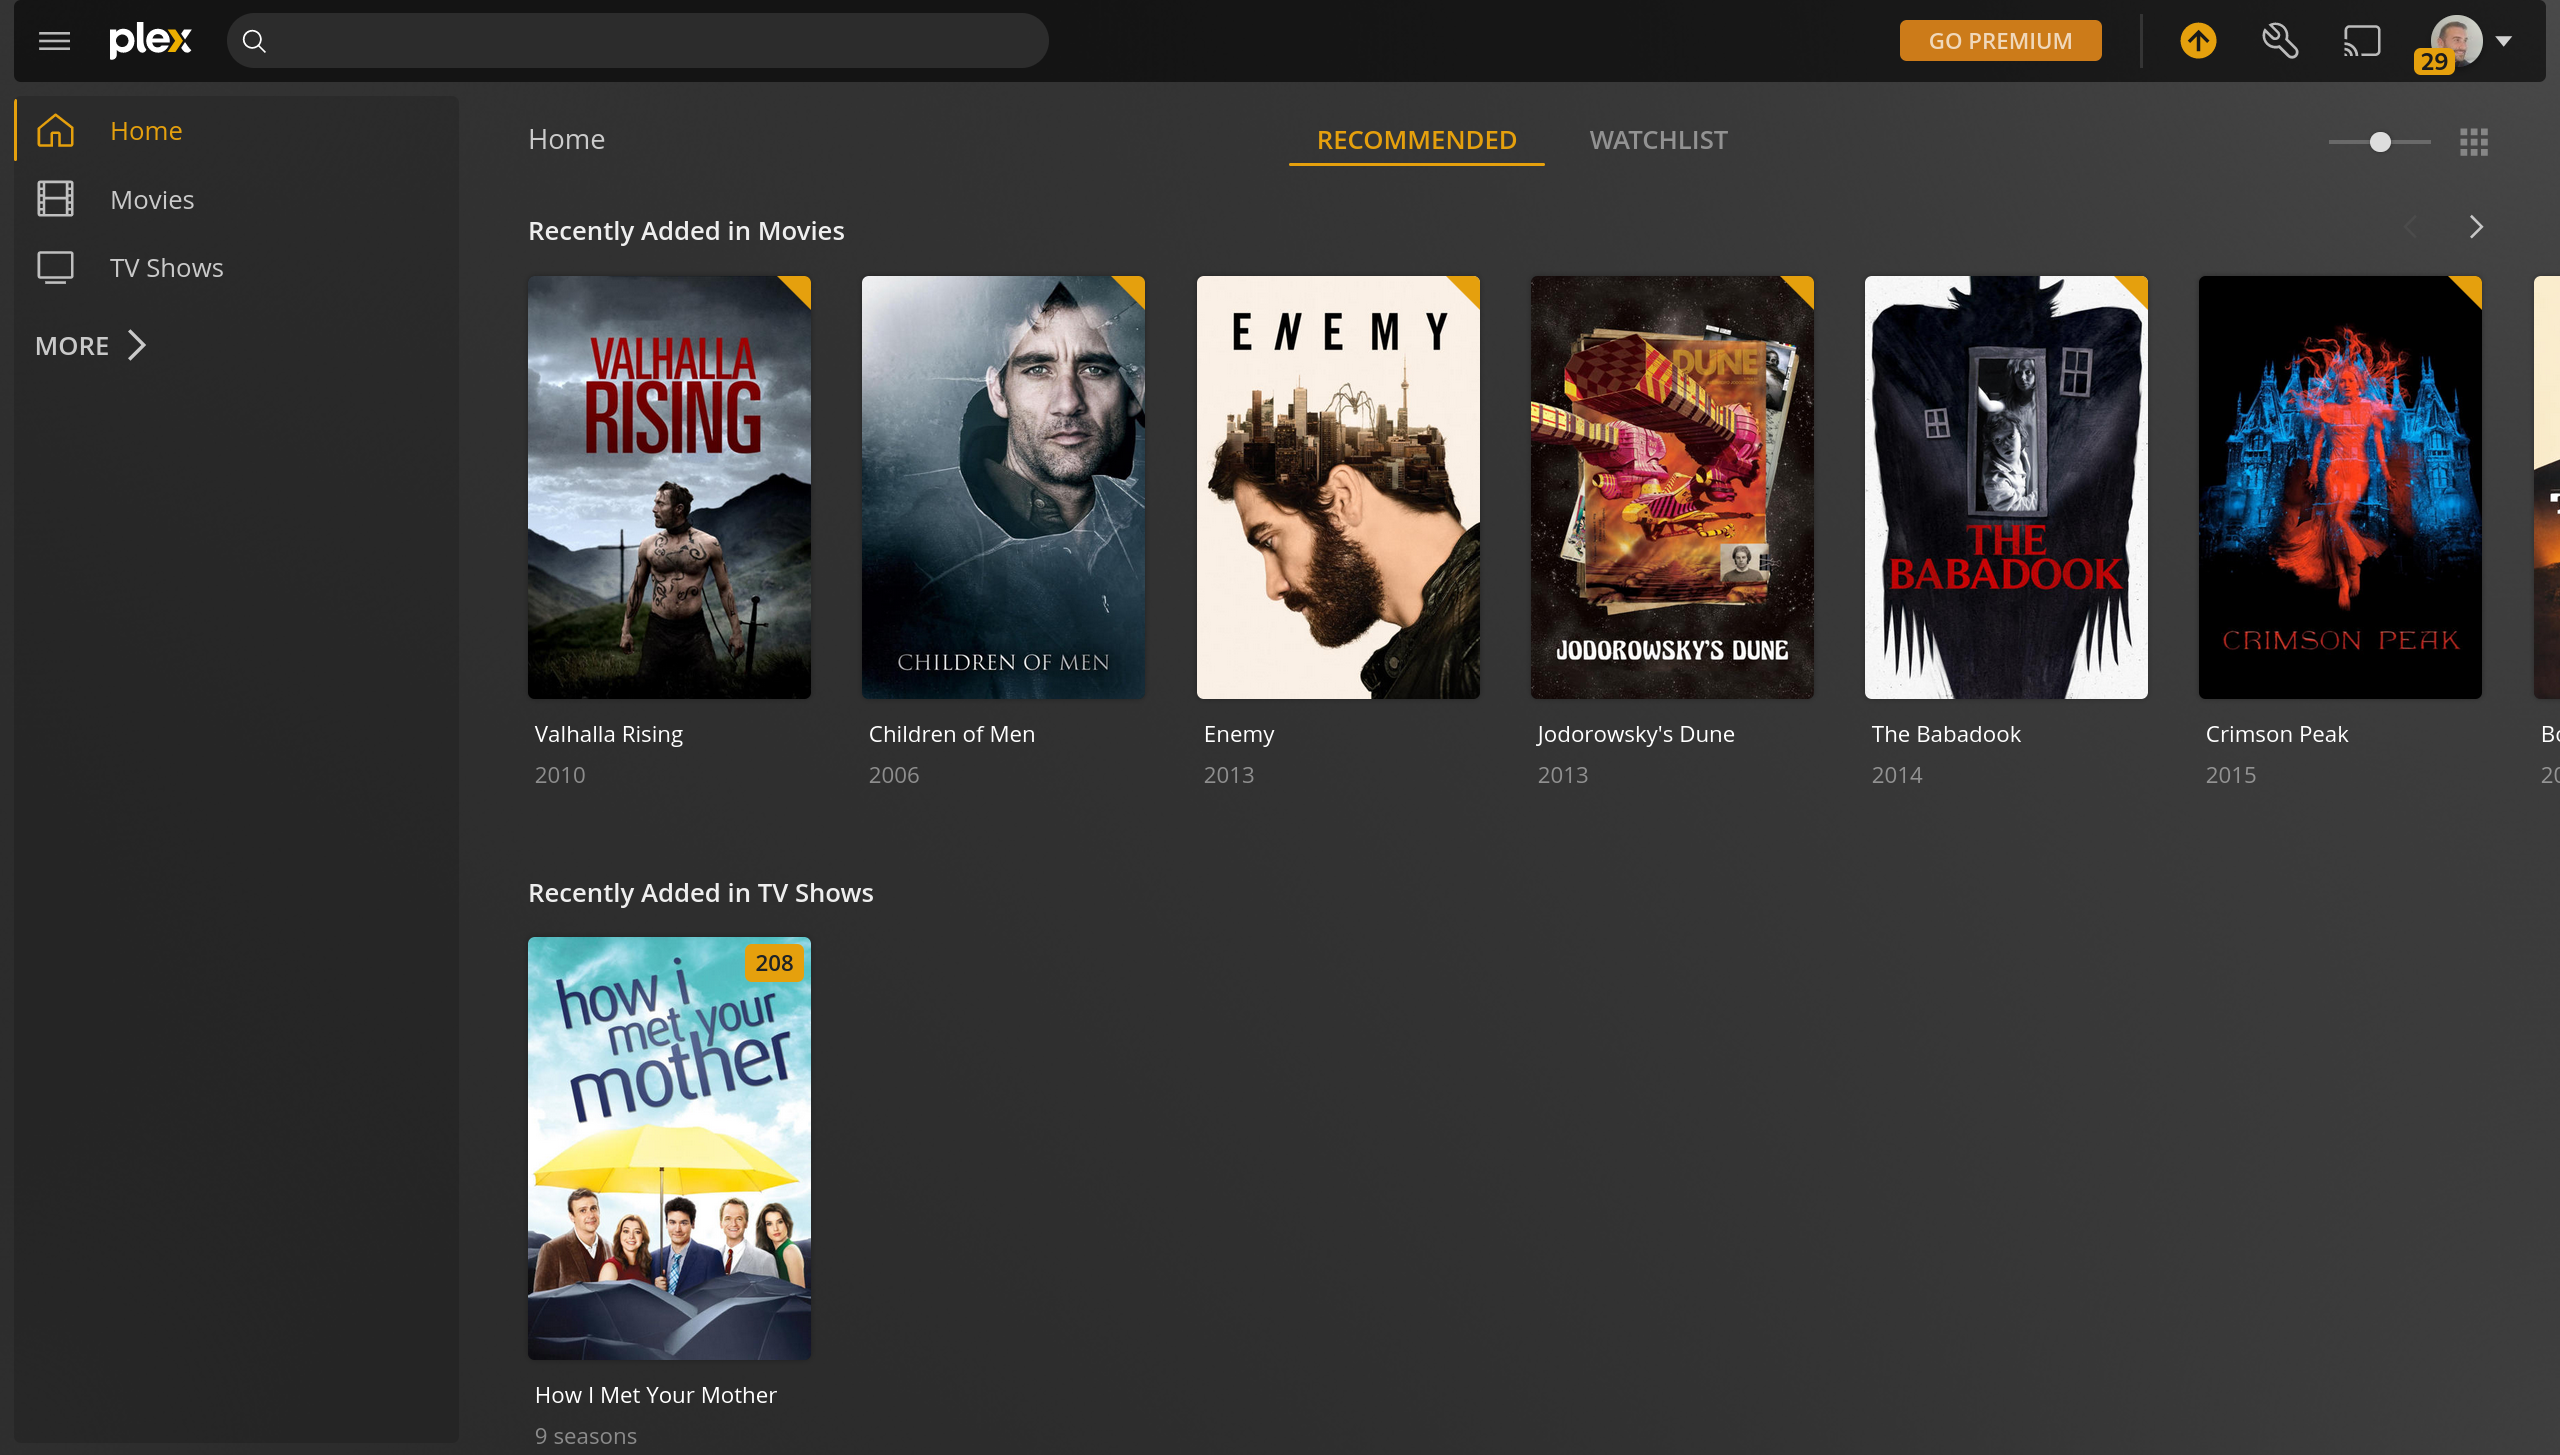 plex
GO PREMIUM
29
Home
Movies
TV Shows
MORE
Home
RECOMMENDED
WATCHLIST
Recently Added in Movies
VALHALLA
RISING
CHILDREN OF MEN
ENEMY
DUNE
JODOROWSKY'S DUNE
THE
BABADOOK
CRIMSON PEAK
Valhalla Rising
2010
Children of Men
2006
Enemy
2013
Jodorowsky's Dune
2013
The Babadook
2014
Crimson Peak
2015
Recently Added in TV Shows
208
how i
met your
mother
How I Met Your Mother
9 seasons